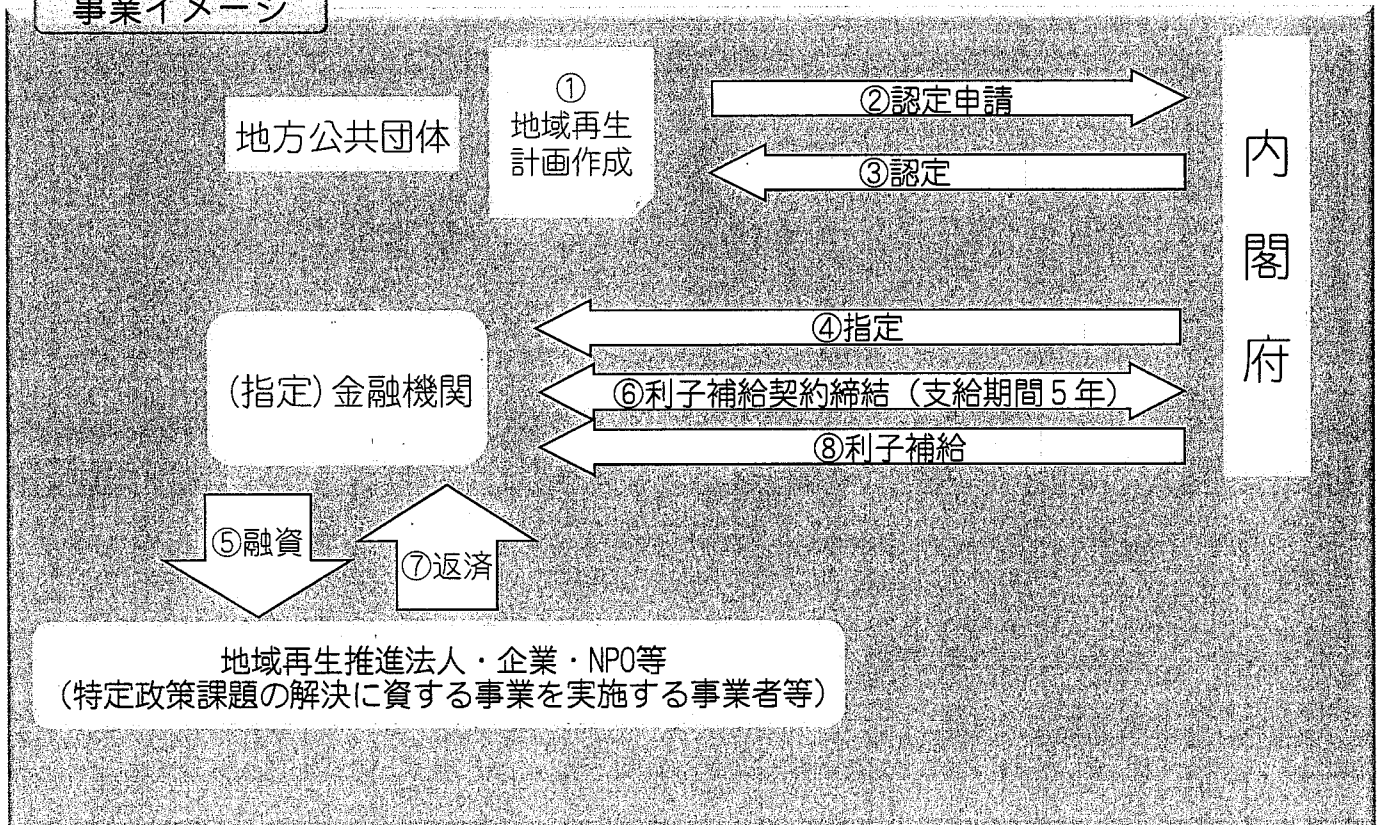 事業イメージ
地方公共団体
①
地域再生
計画作成
②認定申請
③認定
内閣府
④指定
(指定)金融機関
⑥利子補給契約締結（支給期間５年）
⑧利子補給
⑤融資
⑦返済
地域再生推進法人・企業・NPO等
（特定政策課題の解決に資する事業を実施する事業者等）